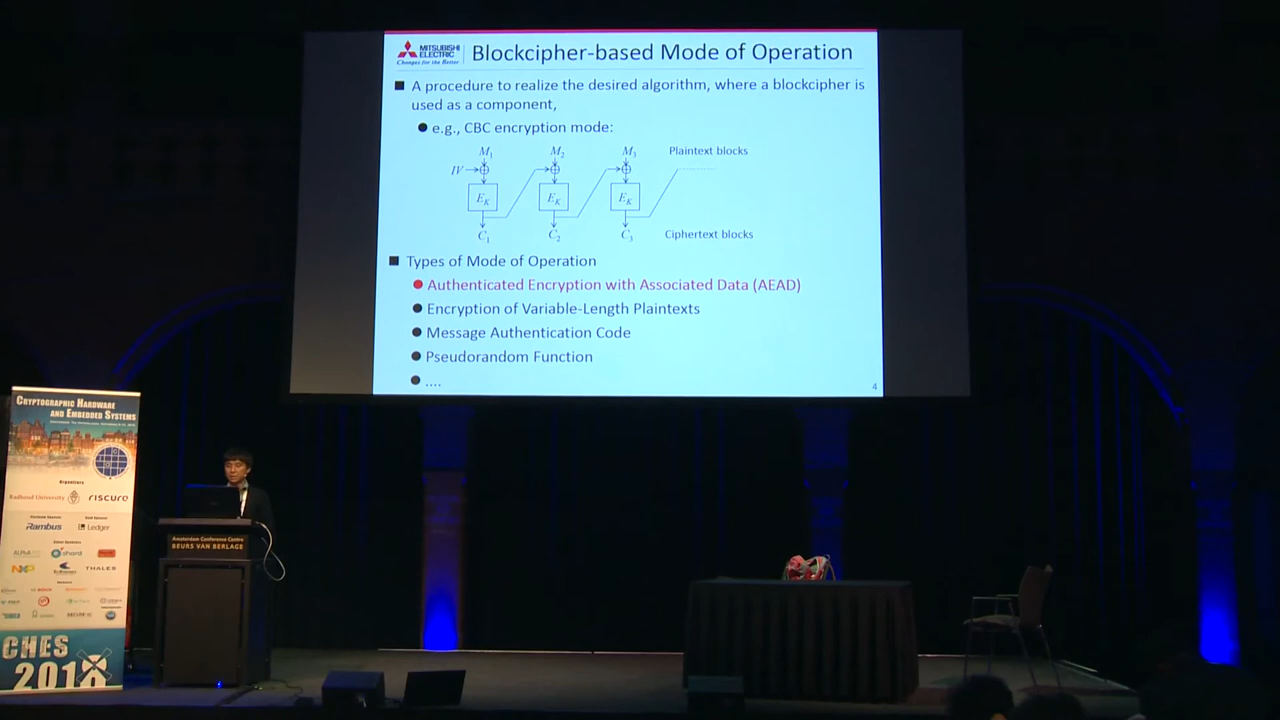 MITSUBISHI
ELECTRIC
Changes for the Better
Blockcipher-based Mode of Operation
A procedure to realize the desired algorithm, where a blockcipher is
used as a component,
e.g., CBC encryption mode:
M1 M2 M3 Plaintext blocks
IV
EK EK EK
C1 C2 C3 Ciphertext blocks
Types of Mode of Operation
Authenticated Encryption with Associated Data (AEAD)
Encryption of Variable-Length Plaintexts
Message Authentication Code
Pseudorandom Function
....
4
CRYPTOGRAPHIC HARDWARE
AND EMBEDDED SYSTEMS
Organizers
Radboud University riscure
Rambus Ledger
shard
NXP THALES
CHES
2018
Amsterdam Conference Centre
BEURS VAN BERLAGE